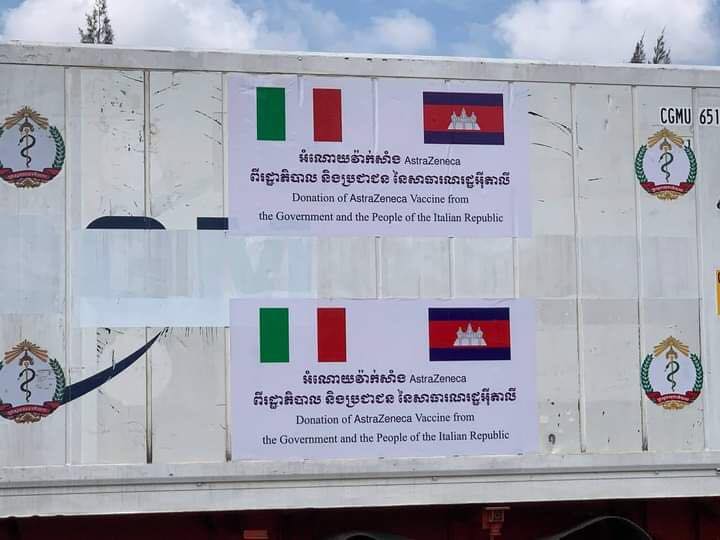 CGMU 651
អំណោយវ៉ាក់សាំង AstraZeneca
ពីរដ្ឋាភិបាល និងប្រជាជន នៃសាធារណរដ្ឋអ៊ីតាលី
Donation of AstraZeneca Vaccine from
the Government and the People of the Italian Republic
អំណោយវ៉ាក់សាំង AstraZeneca
ពីរដ្ឋាភិបាល និងប្រជាជន នៃសាធារណរដ្ឋអ៊ីតាលី
Donation of AstraZeneca Vaccine from
the Government and the People of the Italian Republic